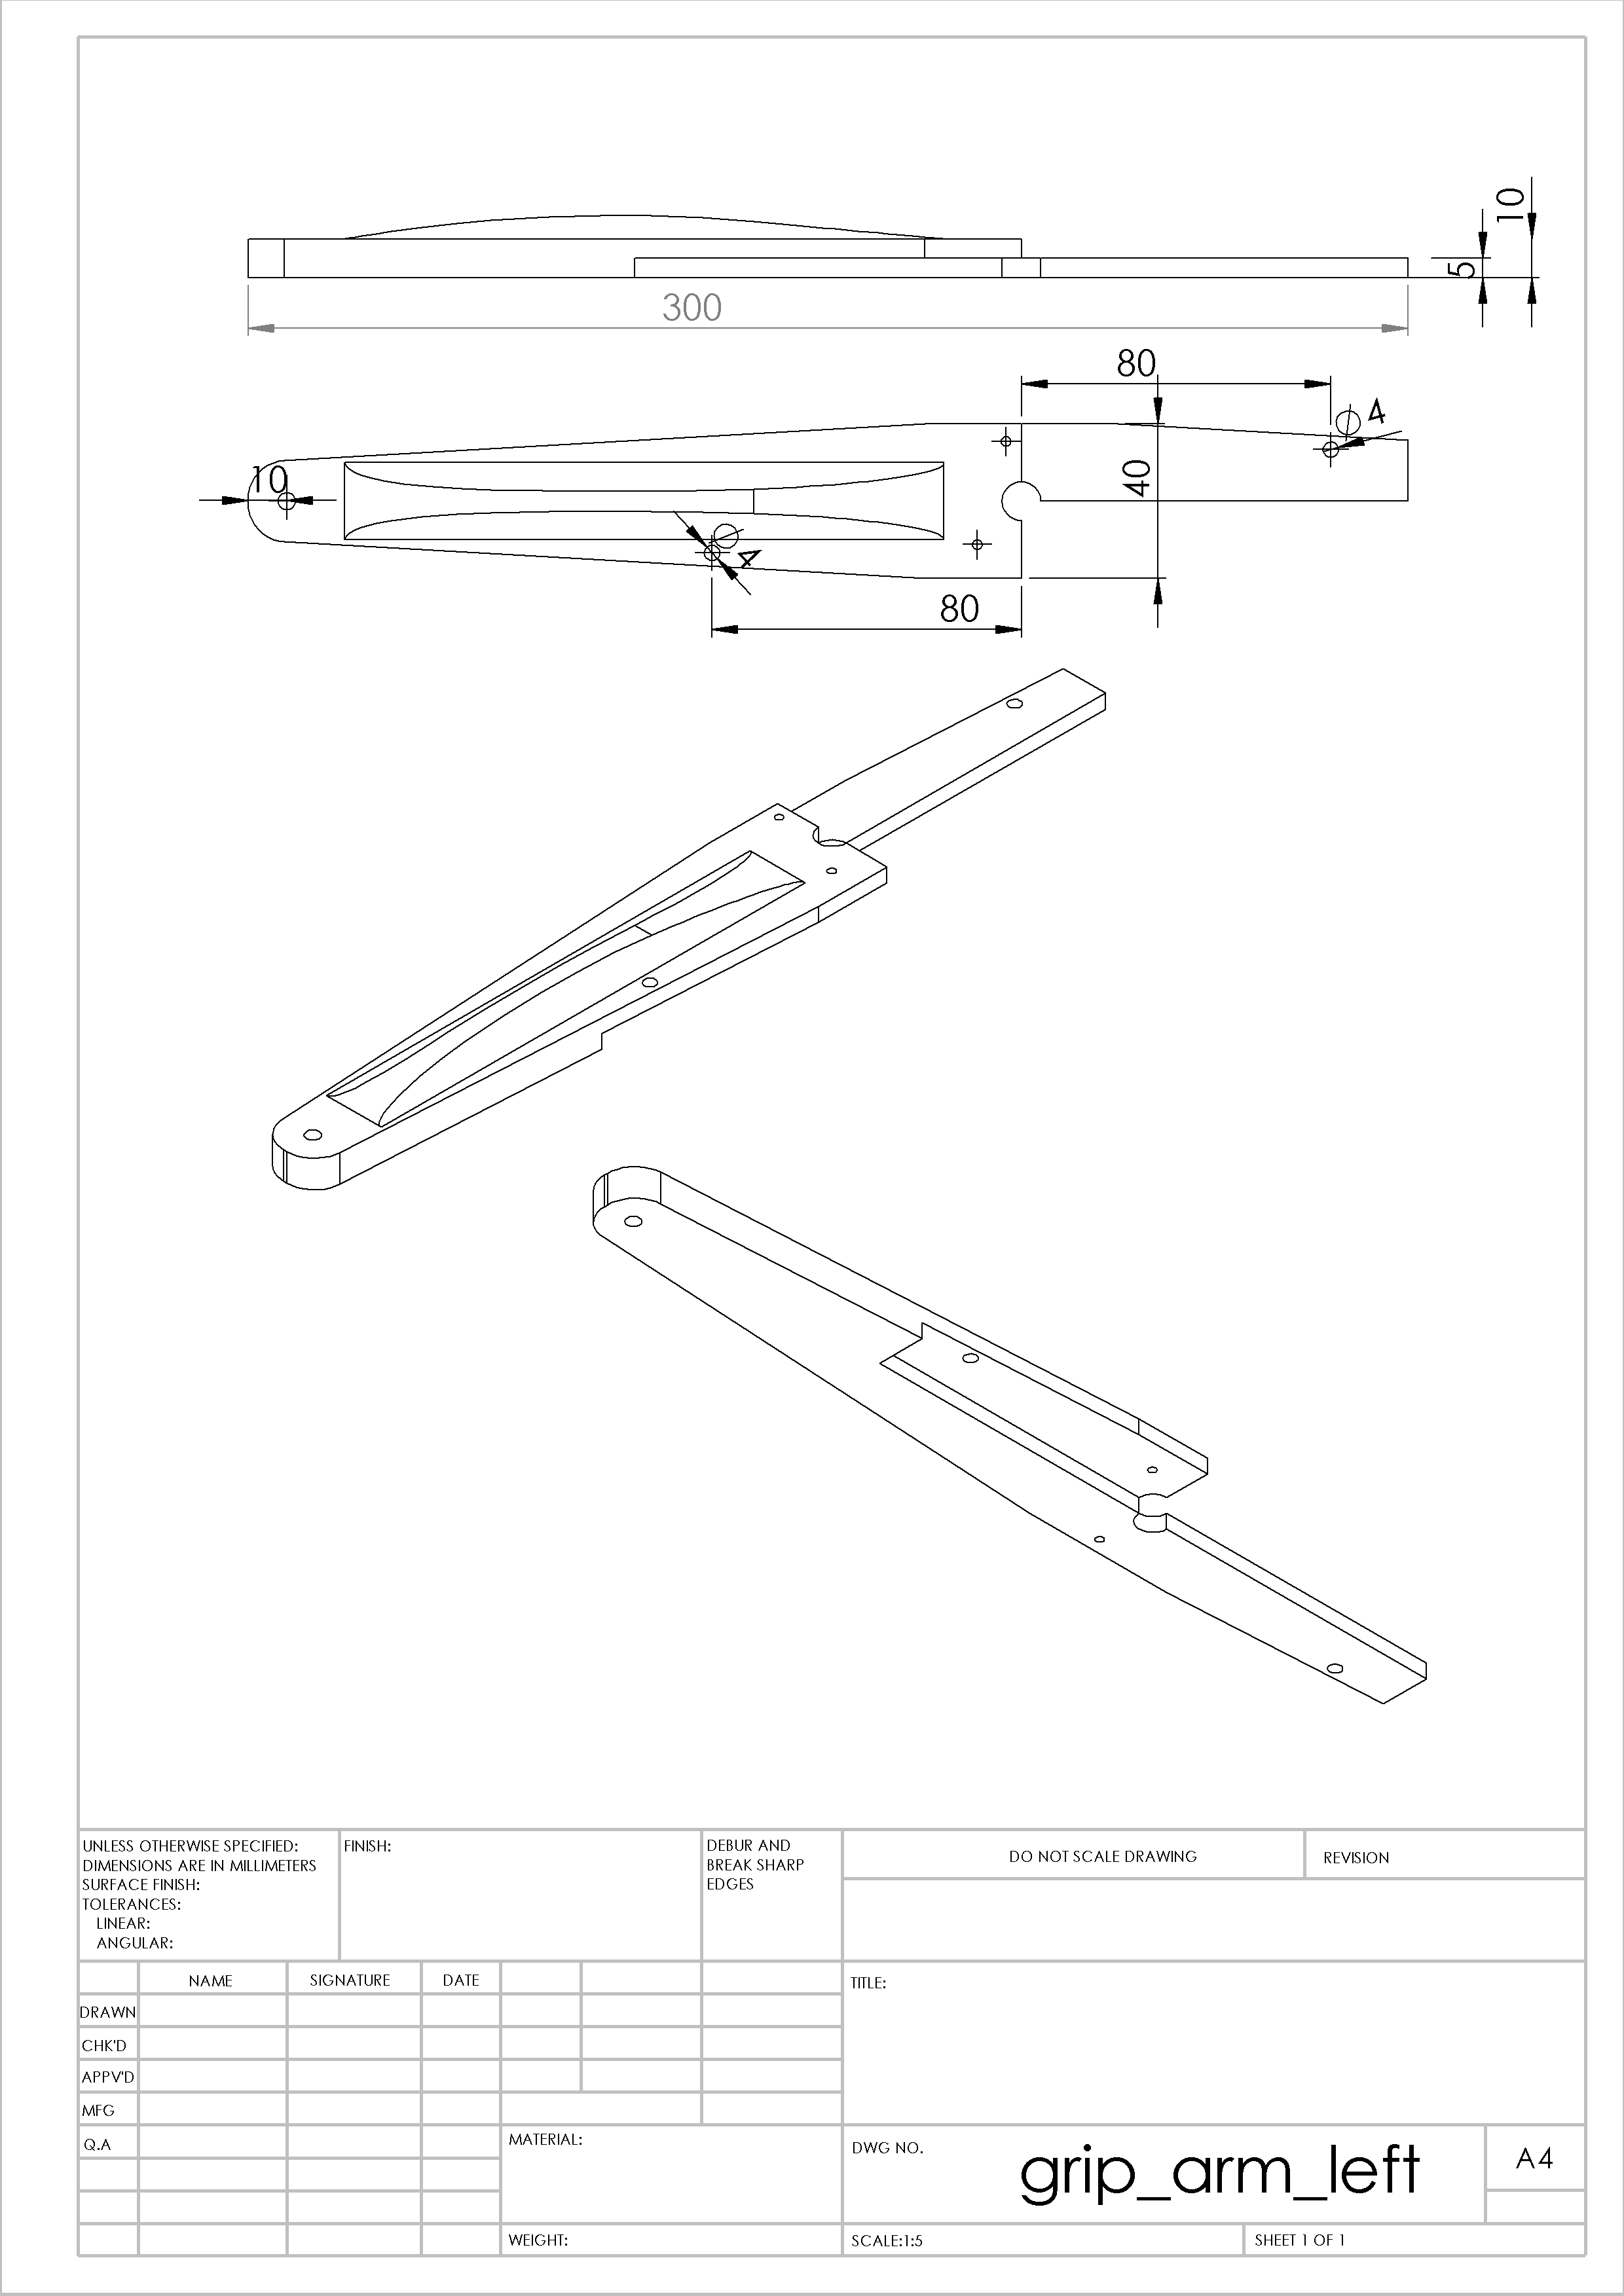 10
5
300
80
⌀4
10
40
⌀4
80
UNLESS OTHERWISE SPECIFIED:
DIMENSIONS ARE IN MILLIMETERS
SURFACE FINISH:
TOLERANCES:
LINEAR:
ANGULAR:
FINISH:
DEBUR AND
BREAK SHARP
EDGES
DO NOT SCALE DRAWING
REVISION
NAME
SIGNATURE
DATE
TITLE:
DRAWN
CHK'D
APPV'D
MFG
Q.A
MATERIAL:
DWG NO.
grip_arm_left
A4
WEIGHT:
SCALE:1:5
SHEET 1 OF 1